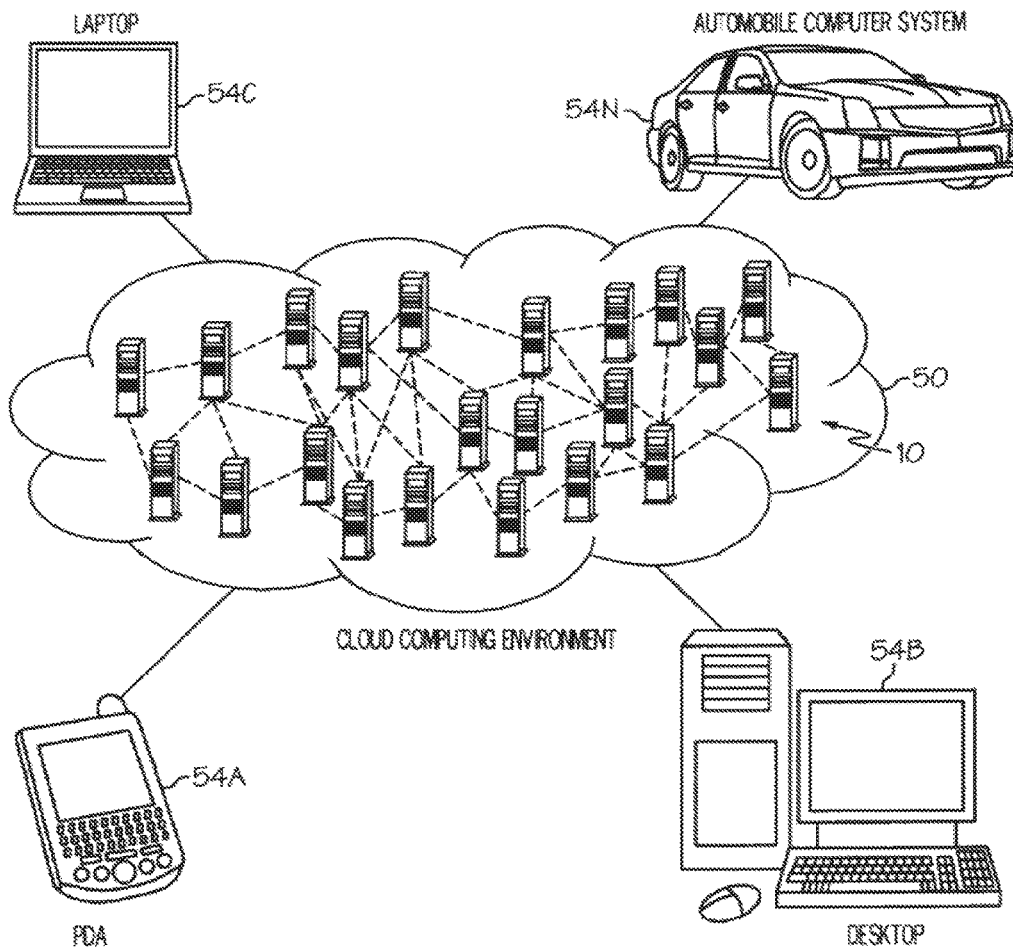 LAPTOP
AUTOMOBILE COMPUTER SYSTEM
54C
54N
50
10
CLOUD COMPUTING ENVIRONMENT
54B
54A
PDA
DESKTOP